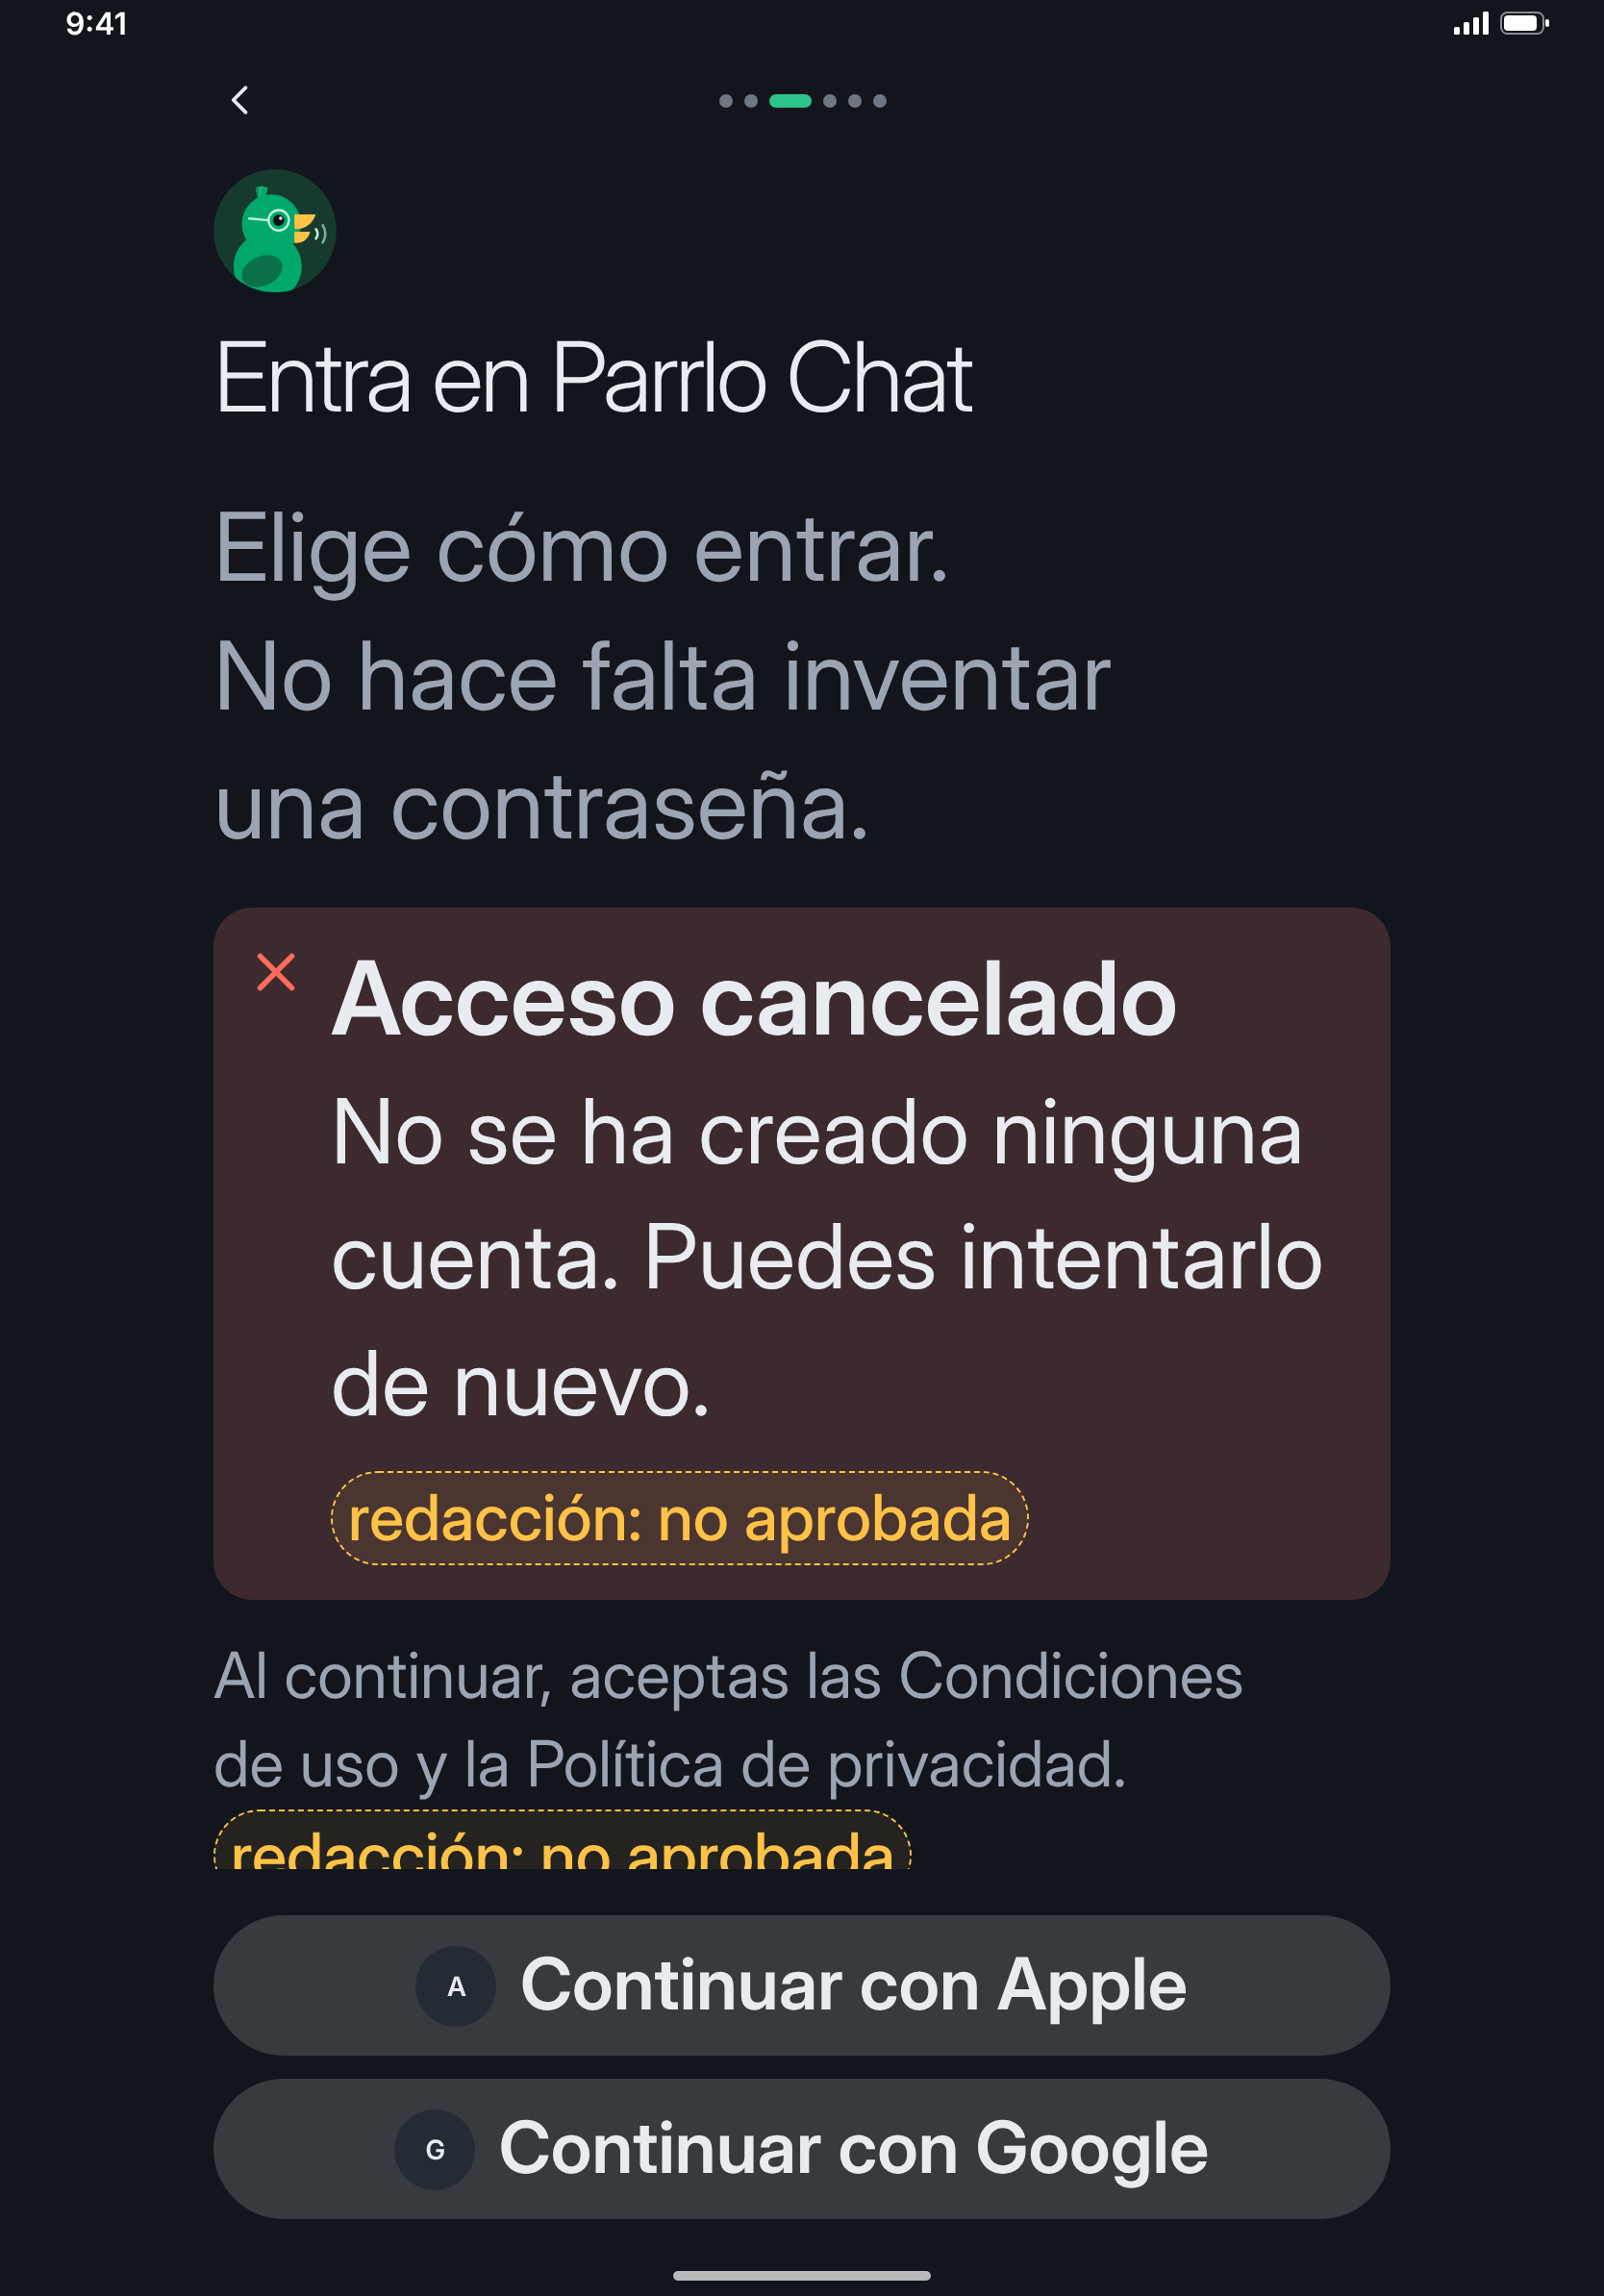 9:41
Entra en Parrlo Chat
Elige cómo entrar.
No hace falta inventar
una contraseña.
Acceso cancelado
No se ha creado ninguna
cuenta. Puedes intentarlo
de nuevo.
redacción: no aprobada
Al continuar, aceptas las Condiciones
de uso y la Política de privacidad.
redacción: no aprobada
A Continuar con Apple
G Continuar con Google